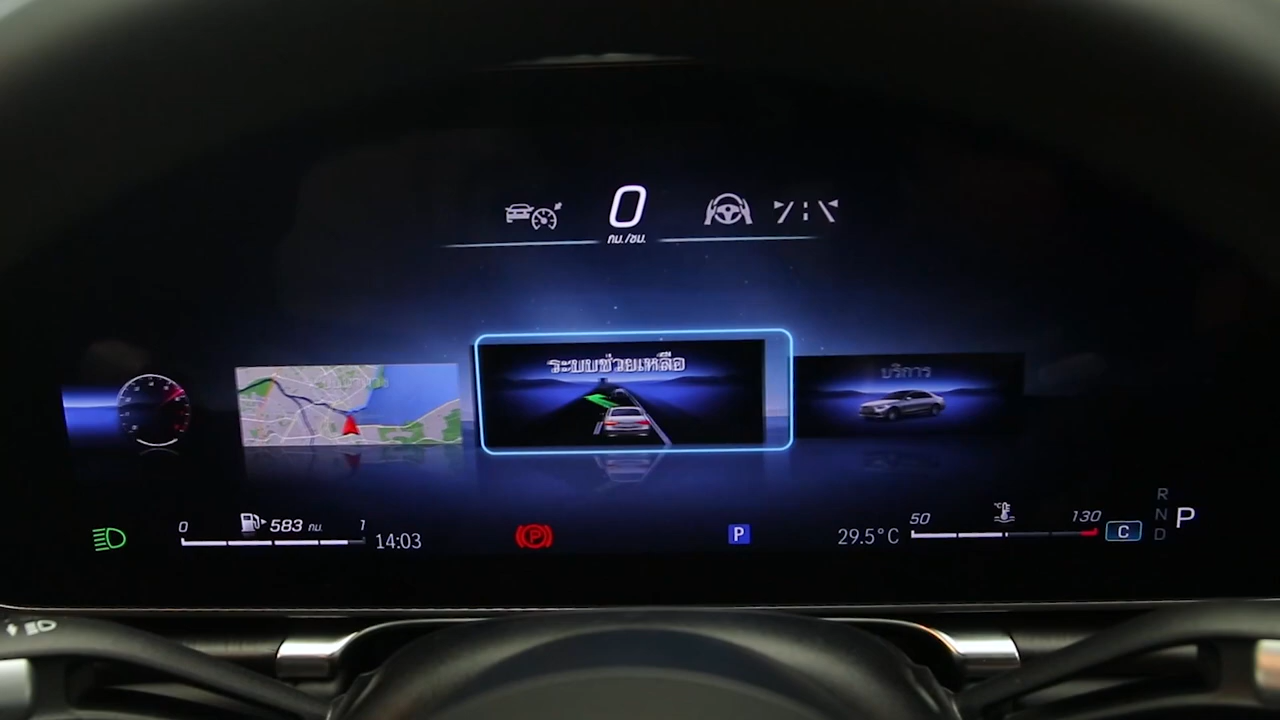 0
กม./ชม.
ระบบช่วยเหลือ
บริการ
0
583 กม.
1
14:03
P
P
29.5°C
50
°C
130
C
R
N
D
P